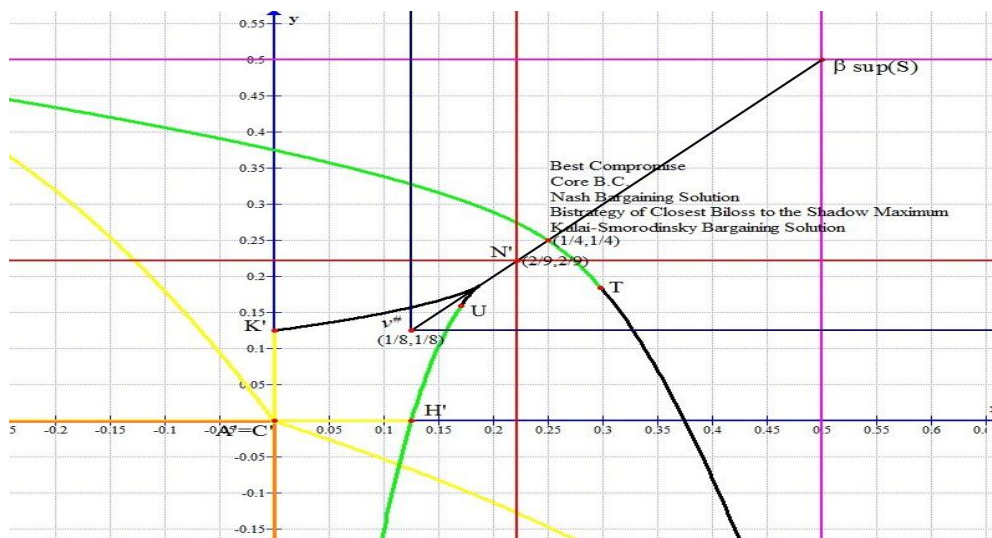 y
0.55
0.5
β sup(S)
0.45
0.4
0.35
Best Compromise
Core B.C.
Nash Bargaining Solution
0.3
Bistrategy of Closest Biloss to the Shadow Maximum
Kalai-Smorodinsky Bargaining Solution
0.25
(1/4,1/4)
N'
(2/9,2/9)
0.2
T
0.15
U
K'
v#
(1/8,1/8)
0.1
0.05
H'
A'=C'
5 -0.2 -0.15 -0.1 0.1 0.15 0.2 0.25 0.3 0.35 0.4 0.45 0.5 0.55 0.6
-0.05
-0.1
-0.15